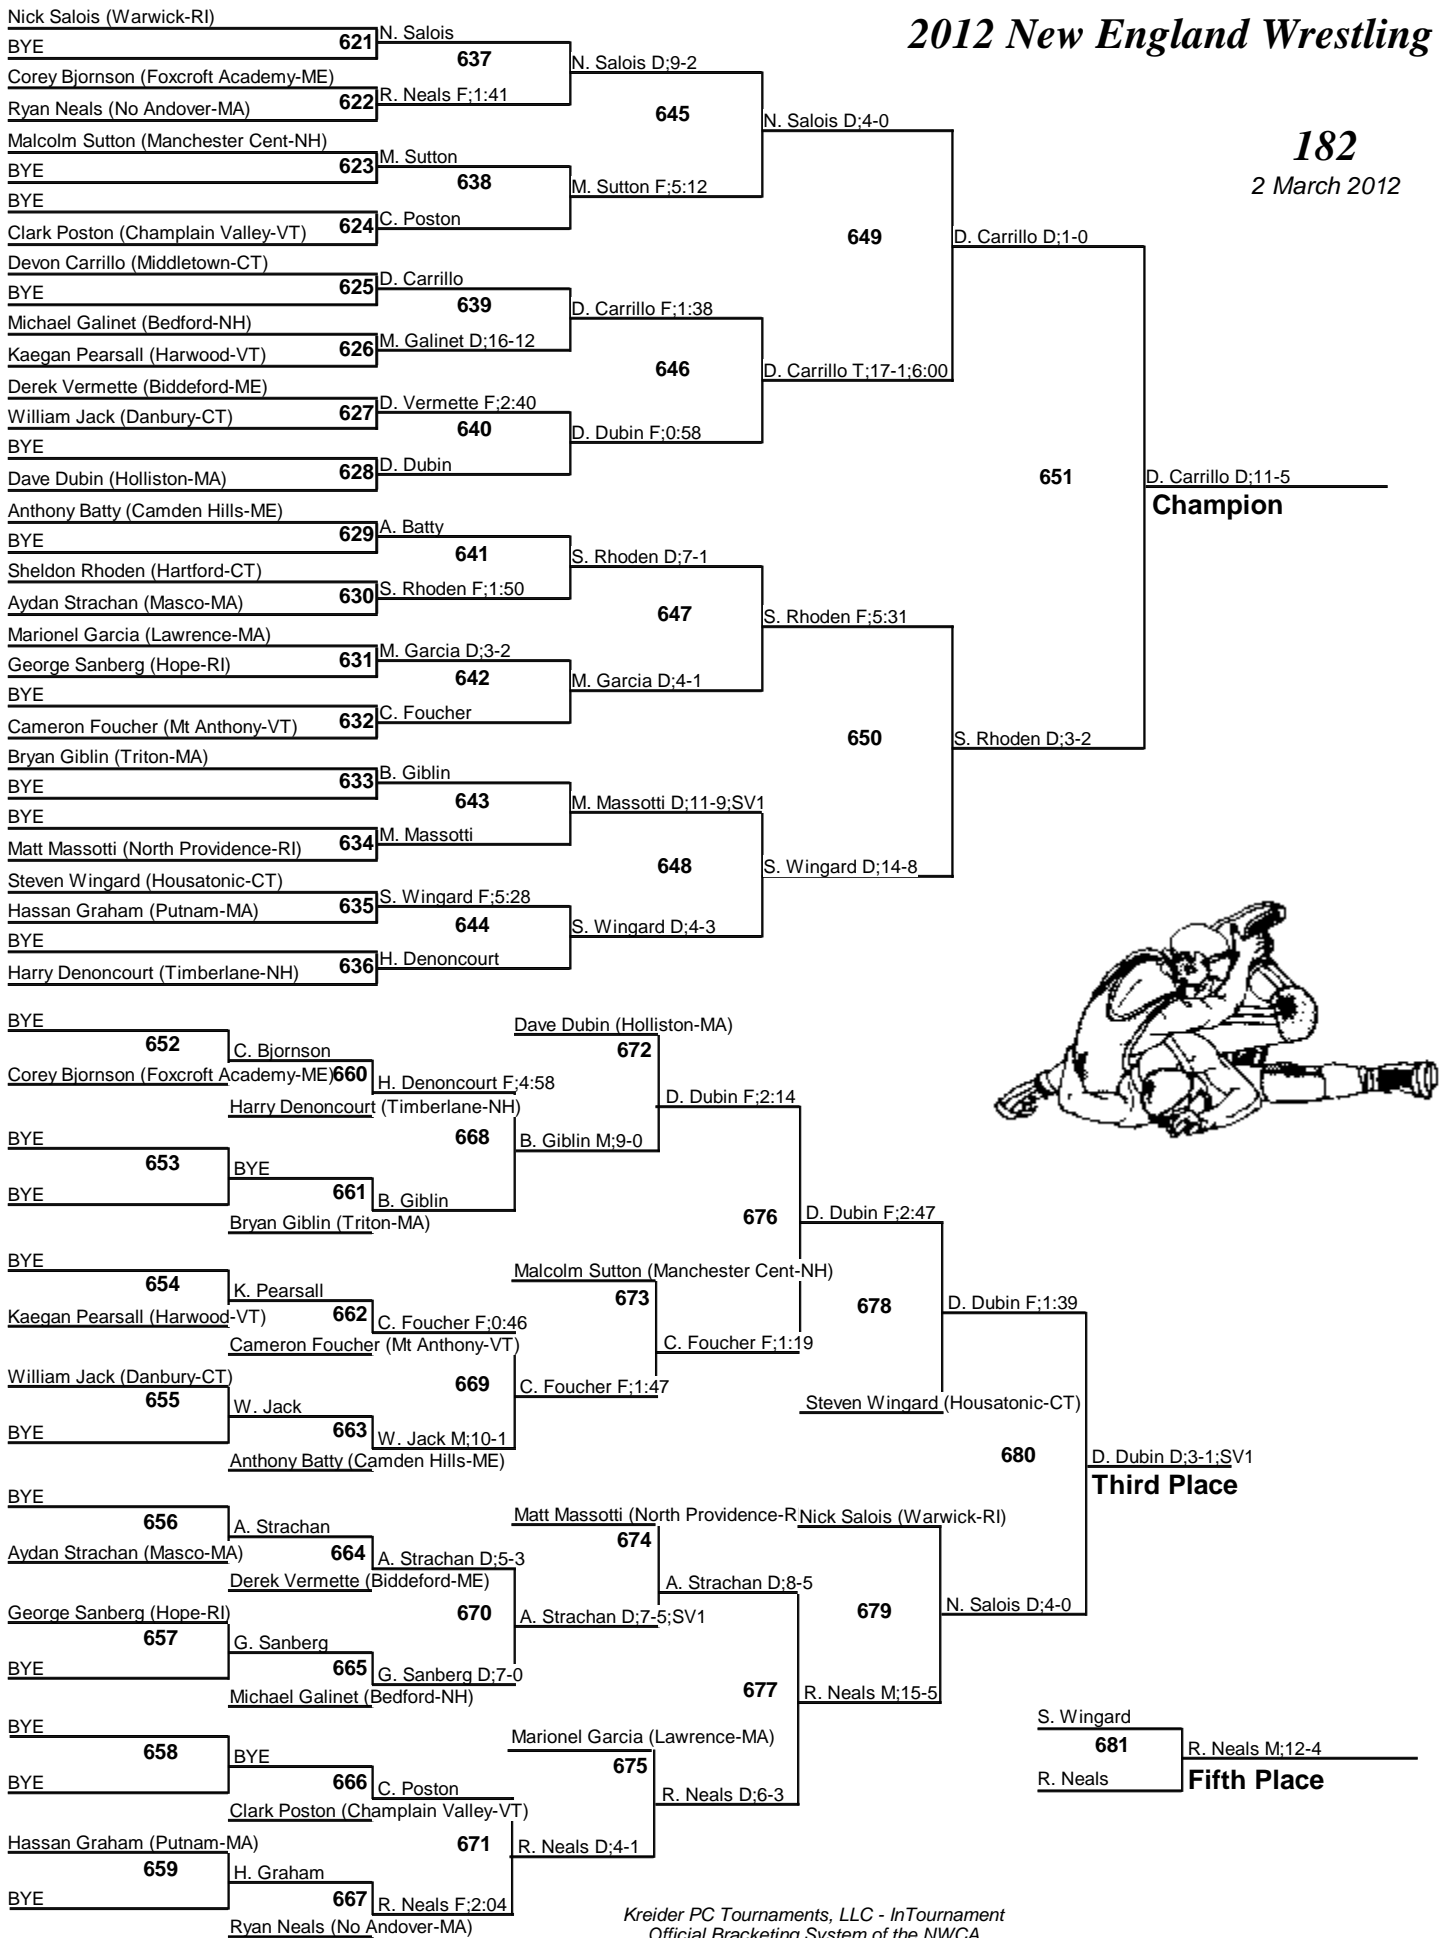 2012 New England Wrestling
182
2 March 2012
Nick Salois (Warwick-RI)
BYE
621
N. Salois
637
Corey Bjornson (Foxcroft Academy-ME)
Ryan Neals (No Andover-MA)
622
R. Neals F;1:41
N. Salois D;9-2
645
Malcolm Sutton (Manchester Cent-NH)
BYE
623
M. Sutton
638
BYE
Clark Poston (Champlain Valley-VT)
624
C. Poston
M. Sutton F;5:12
N. Salois D;4-0
649
Devon Carrillo (Middletown-CT)
BYE
625
D. Carrillo
639
Michael Galinet (Bedford-NH)
Kaegan Pearsall (Harwood-VT)
626
M. Galinet D;16-12
D. Carrillo F;1:38
646
Derek Vermette (Biddeford-ME)
William Jack (Danbury-CT)
627
D. Vermette F;2:40
640
BYE
Dave Dubin (Holliston-MA)
628
D. Dubin
D. Dubin F;0:58
D. Carrillo T;17-1;6:00
D. Carrillo D;1-0
651
D. Carrillo D;11-5
Champion
Anthony Batty (Camden Hills-ME)
BYE
629
A. Batty
641
Sheldon Rhoden (Hartford-CT)
Aydan Strachan (Masco-MA)
630
S. Rhoden F;1:50
S. Rhoden D;7-1
647
Marionel Garcia (Lawrence-MA)
George Sanberg (Hope-RI)
631
M. Garcia D;3-2
642
BYE
Cameron Foucher (Mt Anthony-VT)
632
C. Foucher
M. Garcia D;4-1
S. Rhoden F;5:31
650
S. Rhoden D;3-2
Bryan Giblin (Triton-MA)
BYE
633
B. Giblin
643
BYE
Matt Massotti (North Providence-RI)
634
M. Massotti
M. Massotti D;11-9;SV1
648
Steven Wingard (Housatonic-CT)
Hassan Graham (Putnam-MA)
635
S. Wingard F;5:28
644
BYE
Harry Denoncourt (Timberlane-NH)
636
H. Denoncourt
S. Wingard D;4-3
S. Wingard D;14-8
BYE
652
Corey Bjornson (Foxcroft Academy-ME)
C. Bjornson
660
Harry Denoncourt (Timberlane-NH)
H. Denoncourt F;4:58
668
BYE
653
BYE
BYE
661
Bryan Giblin (Triton-MA)
B. Giblin
B. Giblin M;9-0
Dave Dubin (Holliston-MA)
672
D. Dubin F;2:14
676
BYE
654
Kaegan Pearsall (Harwood-VT)
K. Pearsall
662
Cameron Foucher (Mt Anthony-VT)
C. Foucher F;0:46
669
William Jack (Danbury-CT)
655
BYE
W. Jack
663
Anthony Batty (Camden Hills-ME)
W. Jack M;10-1
C. Foucher F;1:47
Malcolm Sutton (Manchester Cent-NH)
673
C. Foucher F;1:19
D. Dubin F;2:47
678
Steven Wingard (Housatonic-CT)
D. Dubin F;1:39
680
D. Dubin D;3-1;SV1
Third Place
BYE
656
Aydan Strachan (Masco-MA)
A. Strachan
664
Derek Vermette (Biddeford-ME)
A. Strachan D;5-3
670
George Sanberg (Hope-RI)
657
BYE
G. Sanberg
665
Michael Galinet (Bedford-NH)
G. Sanberg D;7-0
A. Strachan D;7-5;SV1
Matt Massotti (North Providence-R
674
A. Strachan D;8-5
677
Nick Salois (Warwick-RI)
679
N. Salois D;4-0
R. Neals M;15-5
BYE
658
BYE
BYE
666
Clark Poston (Champlain Valley-VT)
C. Poston
671
Hassan Graham (Putnam-MA)
659
BYE
H. Graham
667
Ryan Neals (No Andover-MA)
R. Neals F;2:04
R. Neals D;4-1
Marionel Garcia (Lawrence-MA)
675
R. Neals D;6-3
S. Wingard
681
R. Neals
R. Neals M;12-4
Fifth Place
Kreider PC Tournaments, LLC - InTournament
Official Bracketing System of the NWCA